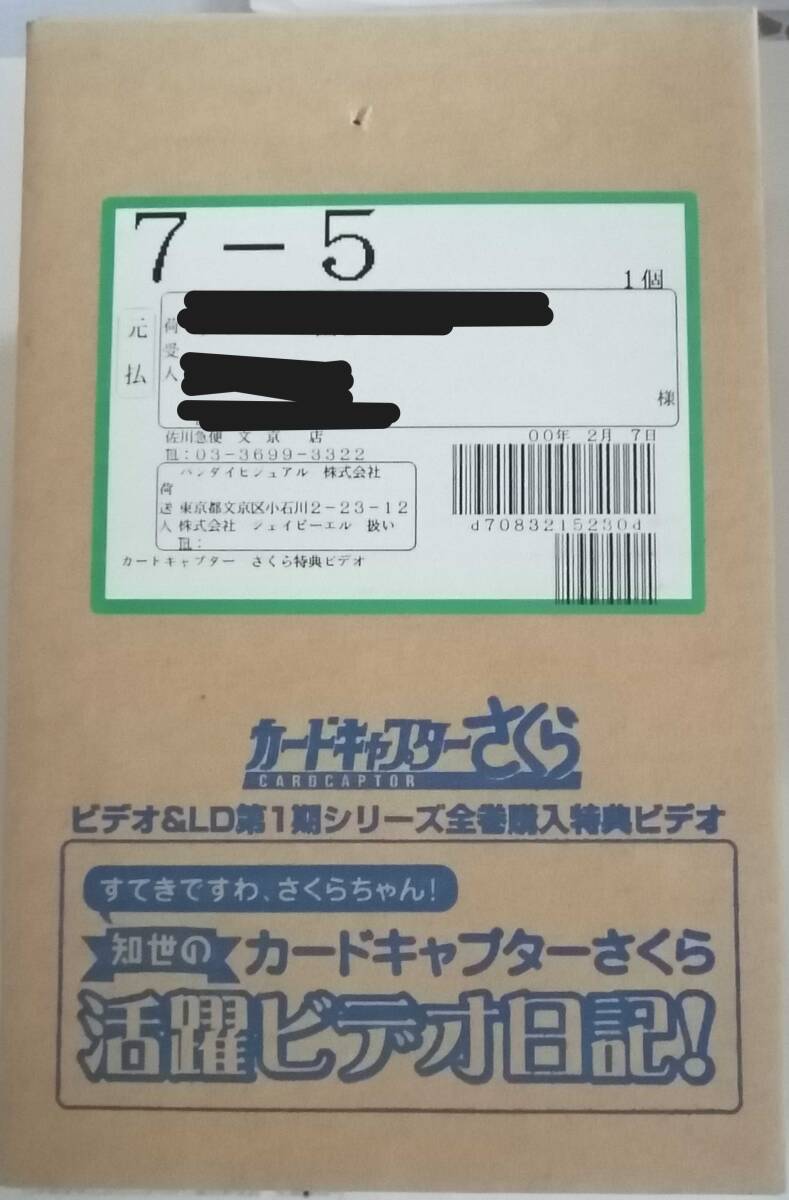 7-5
1個
元払
荷受人
様
佐川急便 文京 店
℡:03-3699-3322
00年 2月 7日
バンダイビジュアル 株式会社
荷送人
東京都文京区小石川2-23-12
株式会社 ジェイピーエル 扱い
℡:
d7083215230d
カートキャプター さくら特典ビデオ
カードキャプターさくら
CARDCAPTOR
ビデオ&LD第1期シリーズ全巻購入特典ビデオ
すてきですわ、さくらちゃん!
知世の カードキャプターさくら
活躍ビデオ日記!